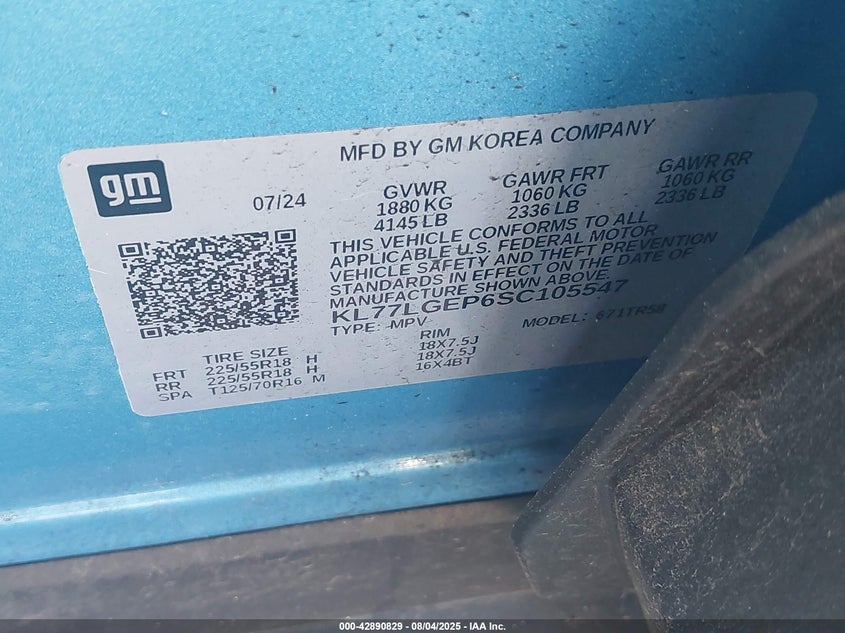 MFD BY GM KOREA COMPANY
gm
07/24
GVWR
1880 KG
4145 LB
GAWR FRT
1060 KG
2336 LB
GAWR RR
1060 KG
2336 LB
THIS VEHICLE CONFORMS TO ALL
APPLICABLE U.S. FEDERAL MOTOR
VEHICLE SAFETY AND THEFT PREVENTION
STANDARDS IN EFFECT ON THE DATE OF
MANUFACTURE SHOWN ABOVE.
KL77LGEP6SC105547
TYPE: MPV
MODEL: 671TR58
TIRE SIZE
RIM
FRT 225/55R18 H 18X7.5J
RR 225/55R18 H 18X7.5J
SPA T125/70R16 M 16X4BT
000-42890829 - 08/04/2025 - IAA Inc.